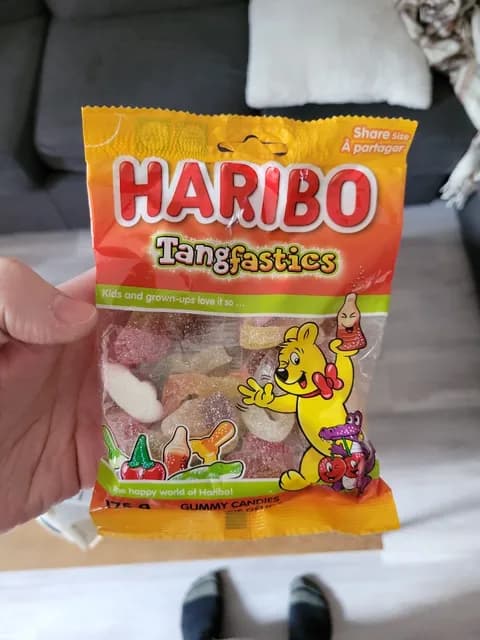 Share Size
À partager
HARIBO
Tangfastics
Kids and grown-ups love it so ...
the happy world of Haribo!
175 g
GUMMY CANDIES